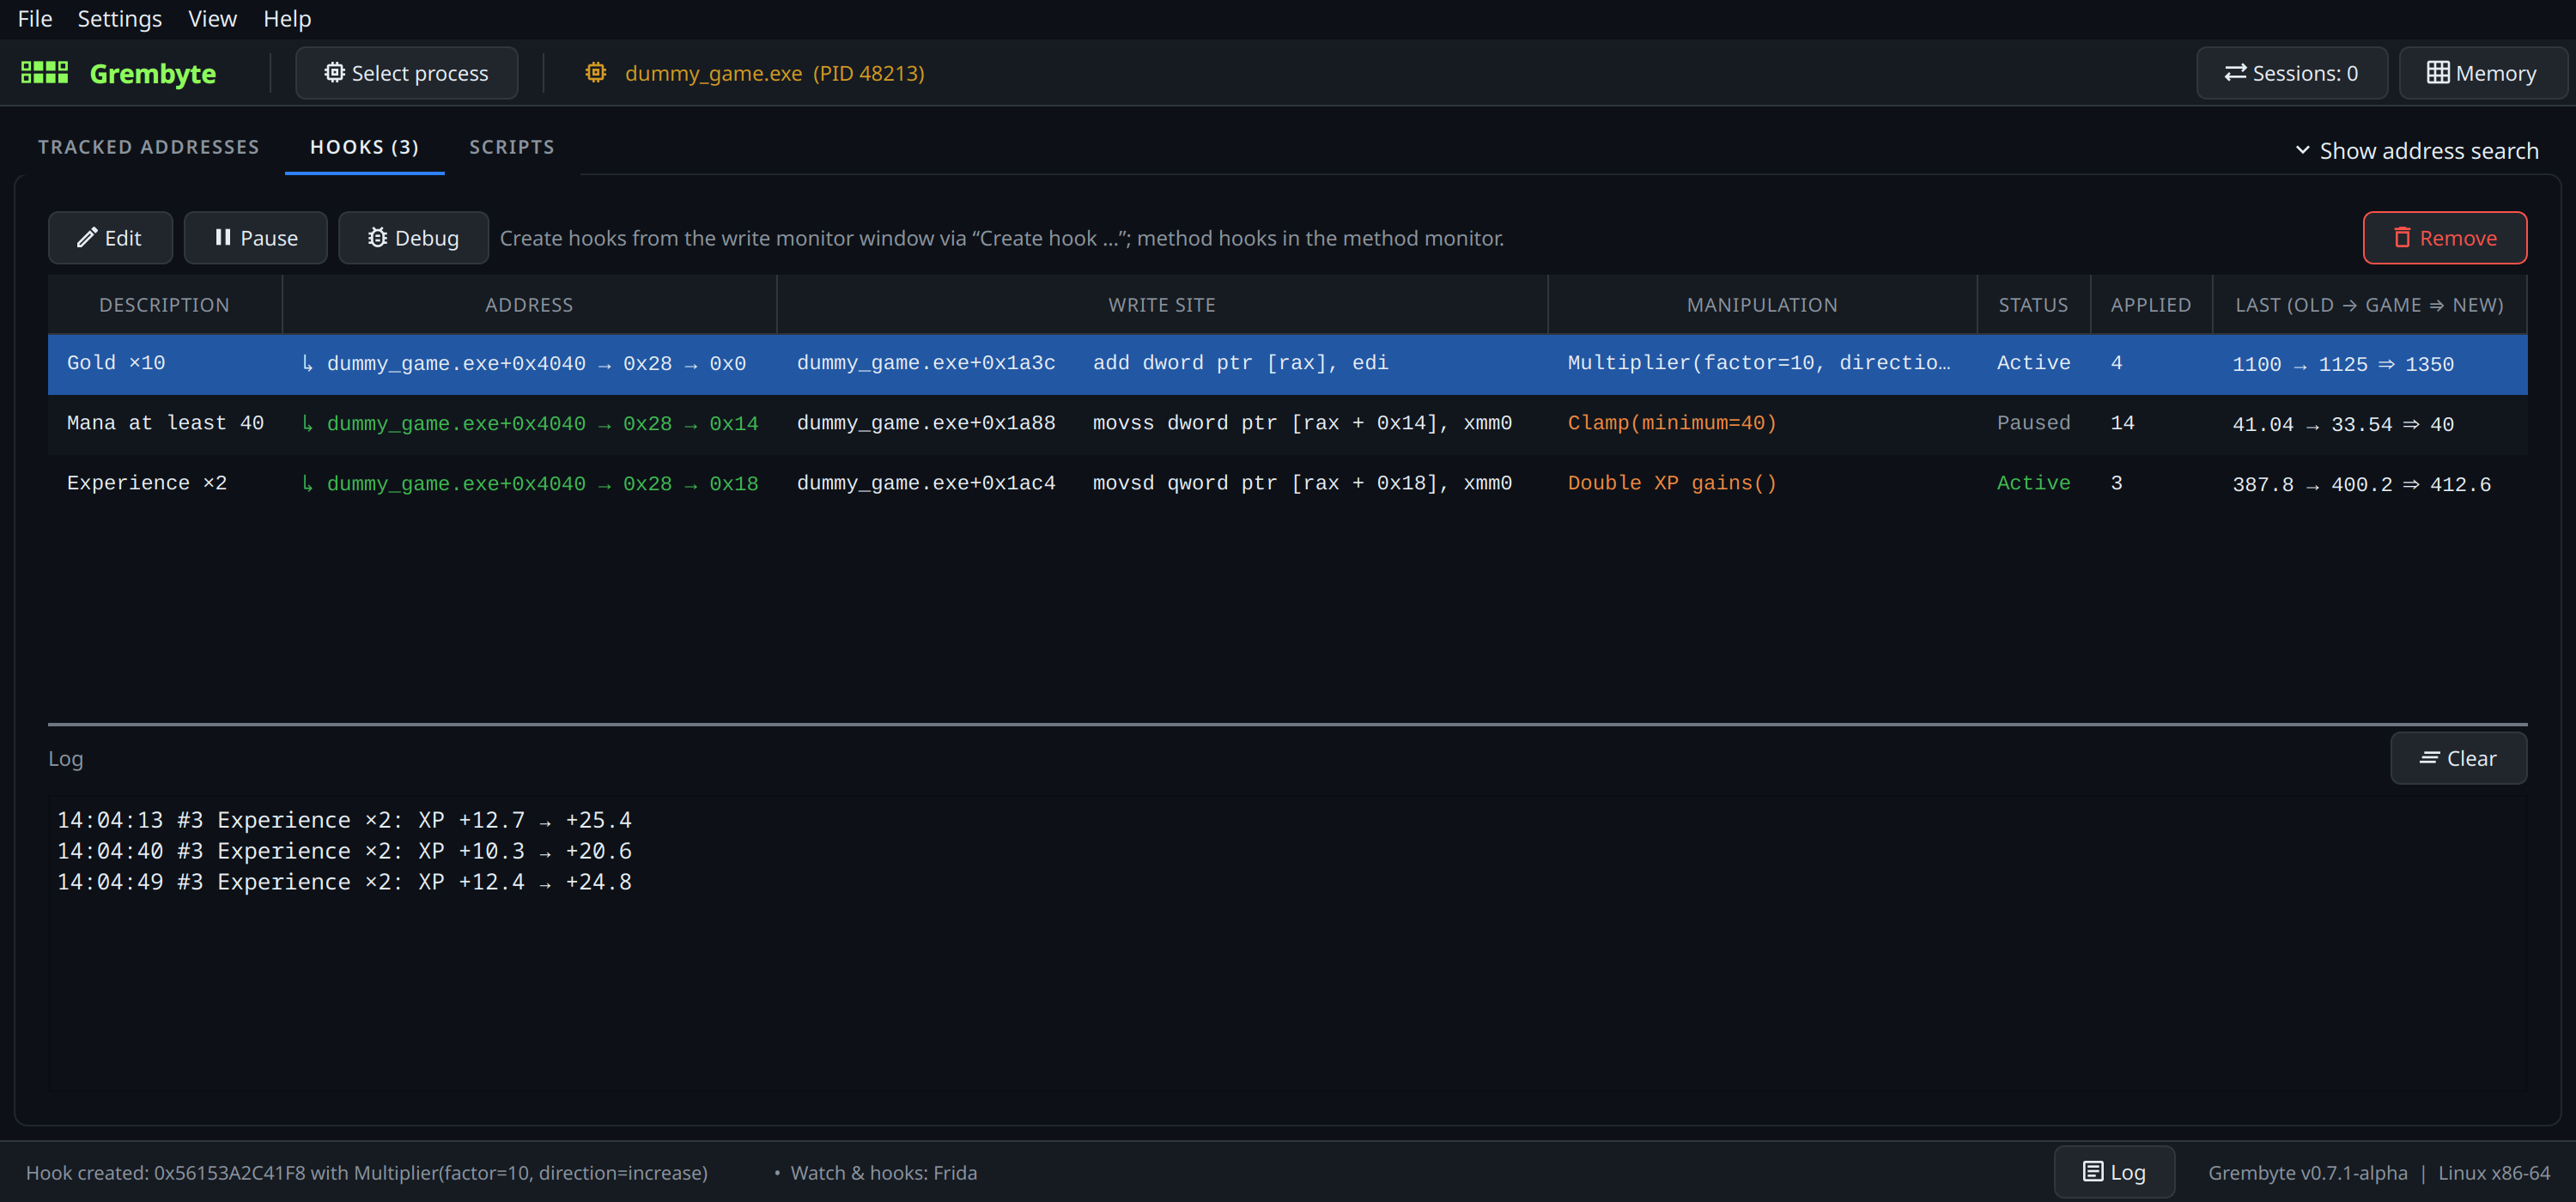 File Settings View Help
Grembyte Select process dummy_game.exe (PID 48213) Sessions: 0 Memory
TRACKED ADDRESSES HOOKS (3) SCRIPTS Show address search
Edit Pause Debug Create hooks from the write monitor window via “Create hook …”; method hooks in the method monitor. Remove
DESCRIPTION ADDRESS WRITE SITE MANIPULATION STATUS APPLIED LAST (OLD → GAME ⇒ NEW)
Gold ×10 ↳ dummy_game.exe+0x4040 → 0x28 → 0x0 dummy_game.exe+0x1a3c add dword ptr [rax], edi Multiplier(factor=10, directio… Active 4 1100 → 1125 ⇒ 1350
Mana at least 40 ↳ dummy_game.exe+0x4040 → 0x28 → 0x14 dummy_game.exe+0x1a88 movss dword ptr [rax + 0x14], xmm0 Clamp(minimum=40) Paused 14 41.04 → 33.54 ⇒ 40
Experience ×2 ↳ dummy_game.exe+0x4040 → 0x28 → 0x18 dummy_game.exe+0x1ac4 movsd qword ptr [rax + 0x18], xmm0 Double XP gains() Active 3 387.8 → 400.2 ⇒ 412.6
Log Clear
14:04:13 #3 Experience ×2: XP +12.7 → +25.4
14:04:40 #3 Experience ×2: XP +10.3 → +20.6
14:04:49 #3 Experience ×2: XP +12.4 → +24.8
Hook created: 0x56153A2C41F8 with Multiplier(factor=10, direction=increase) • Watch & hooks: Frida Log Grembyte v0.7.1-alpha | Linux x86-64